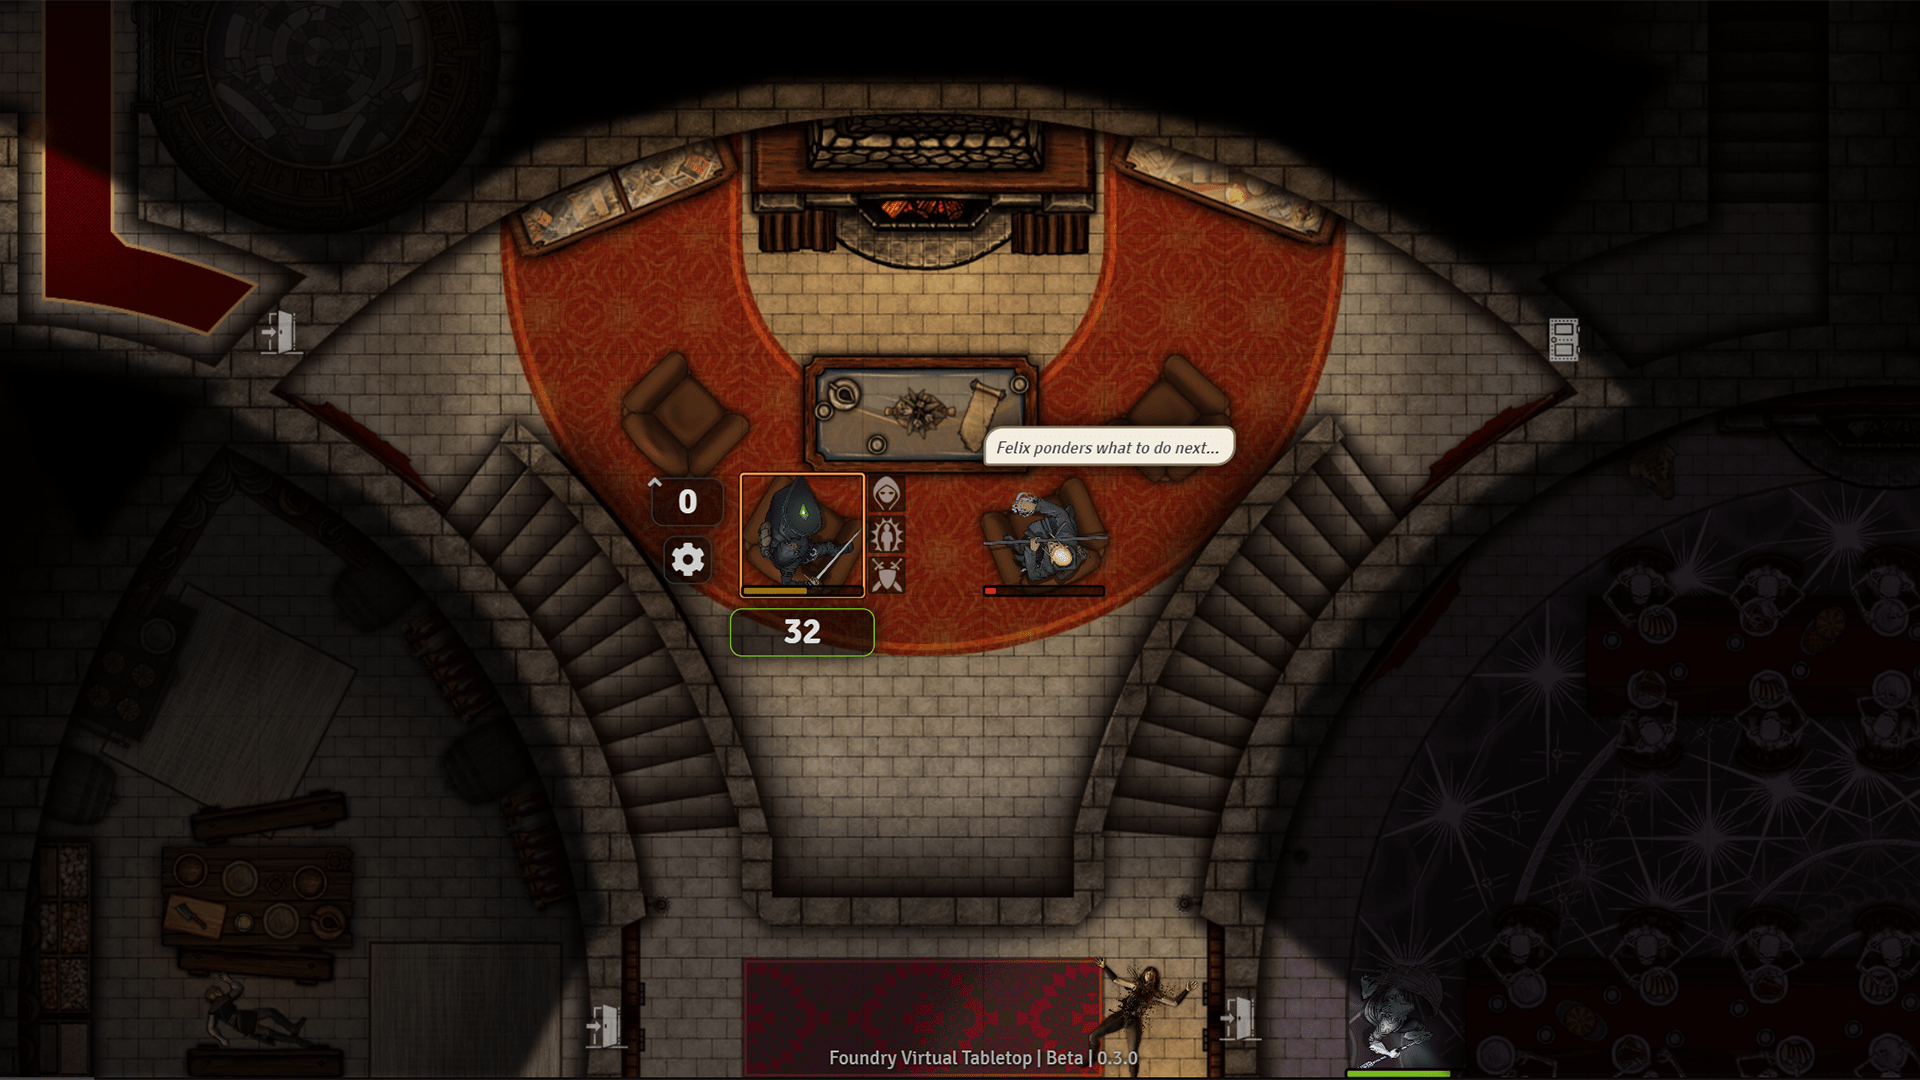 Felix ponders what to do next...
0
32
Foundry Virtual Tabletop | Beta | 0.3.0